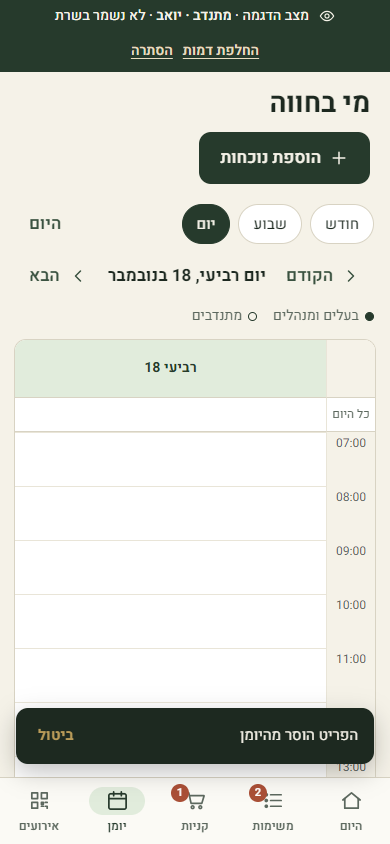 מצב הדגמה · מתנדב · יואב · לא נשמר בשרת
החלפת דמות הסתרה
מי בחווה
+ הוספת נוכחות
חודש שבוע יום היום
הקודם יום רביעי, 18 בנובמבר הבא
בעלים ומנהלים מתנדבים
רביעי 18
כל היום
07:00
08:00
09:00
10:00
11:00
הפריט הוסר מהיומן ביטול
13:00
2 1
היום משימות קניות יומן אירועים